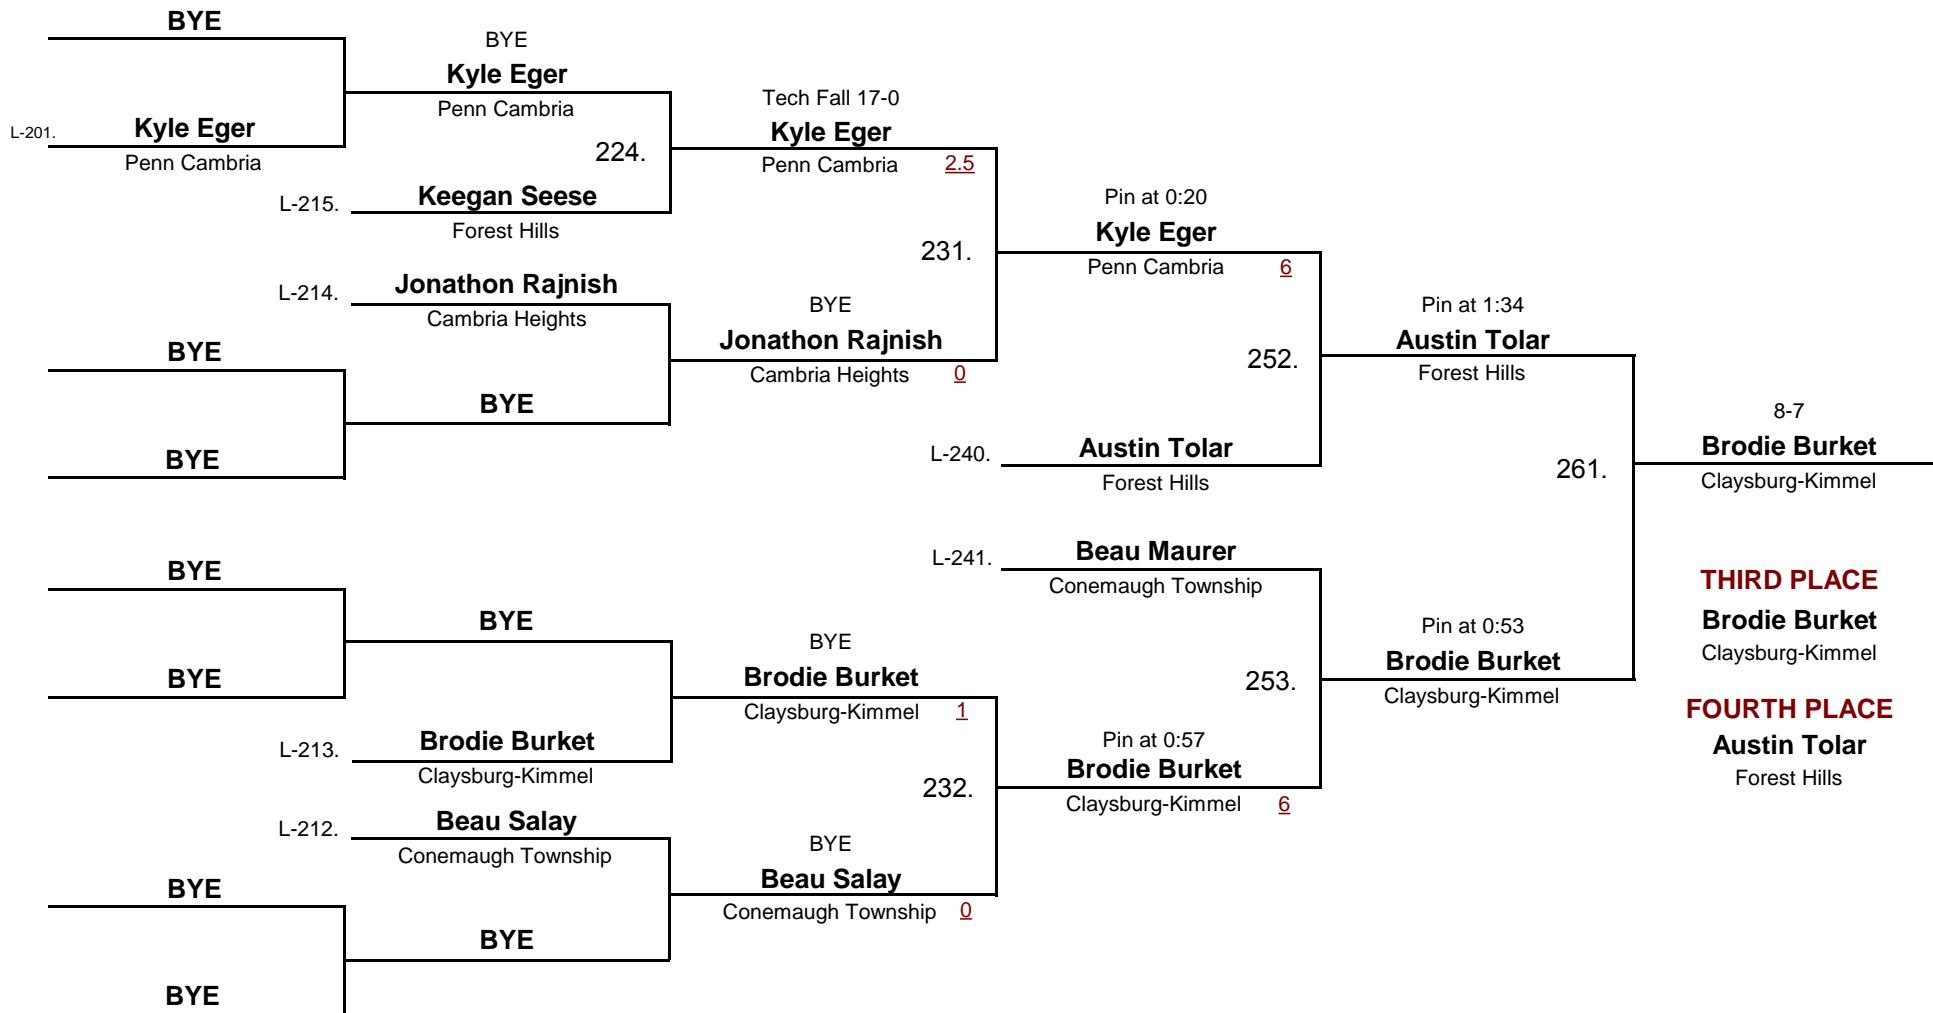 BYE
L-201.
Kyle Eger
Penn Cambria
BYE
Kyle Eger
Penn Cambria
224.
L-215.
Keegan Seese
Forest Hills
Tech Fall 17-0
Kyle Eger
Penn Cambria
2.5
L-214.
Jonathon Rajnish
Cambria Heights
BYE
BYE
BYE
231.
BYE
Jonathon Rajnish
Cambria Heights
0
Pin at 0:20
Kyle Eger
Penn Cambria
6
252.
L-240.
Austin Tolar
Forest Hills
Pin at 1:34
Austin Tolar
Forest Hills
261.
8-7
Brodie Burket
Claysburg-Kimmel
BYE
BYE
BYE
L-213.
Brodie Burket
Claysburg-Kimmel
BYE
Brodie Burket
Claysburg-Kimmel
1
L-241.
Beau Maurer
Conemaugh Township
253.
232.
Pin at 0:57
Brodie Burket
Claysburg-Kimmel
6
Pin at 0:53
Brodie Burket
Claysburg-Kimmel
L-212.
Beau Salay
Conemaugh Township
BYE
BYE
BYE
BYE
Beau Salay
Conemaugh Township
0
THIRD PLACE
Brodie Burket
Claysburg-Kimmel
FOURTH PLACE
Austin Tolar
Forest Hills